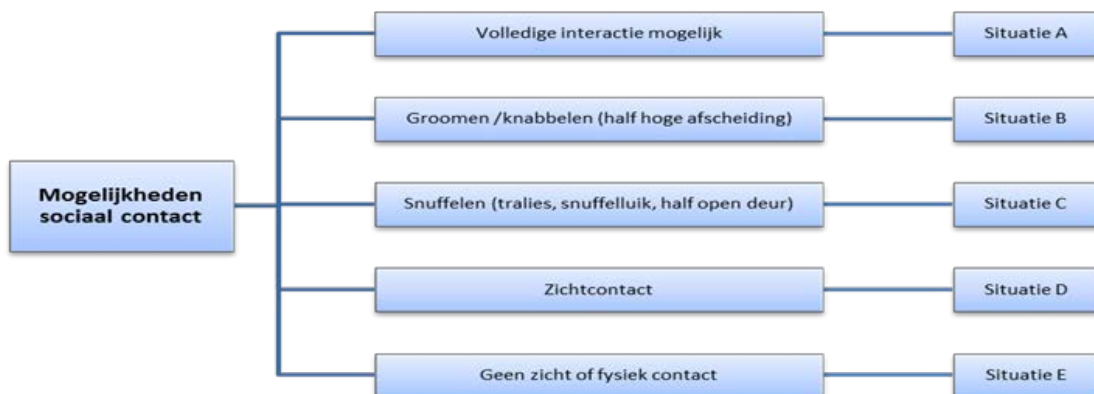 Volledige interactie mogelijk
Situatie A
Groomen /knabbelen (half hoge afscheiding)
Situatie B
Mogelijkheden
sociaal contact
Snuffelen (tralies, snuffelluik, half open deur)
Situatie C
Zichtcontact
Situatie D
Geen zicht of fysiek contact
Situatie E